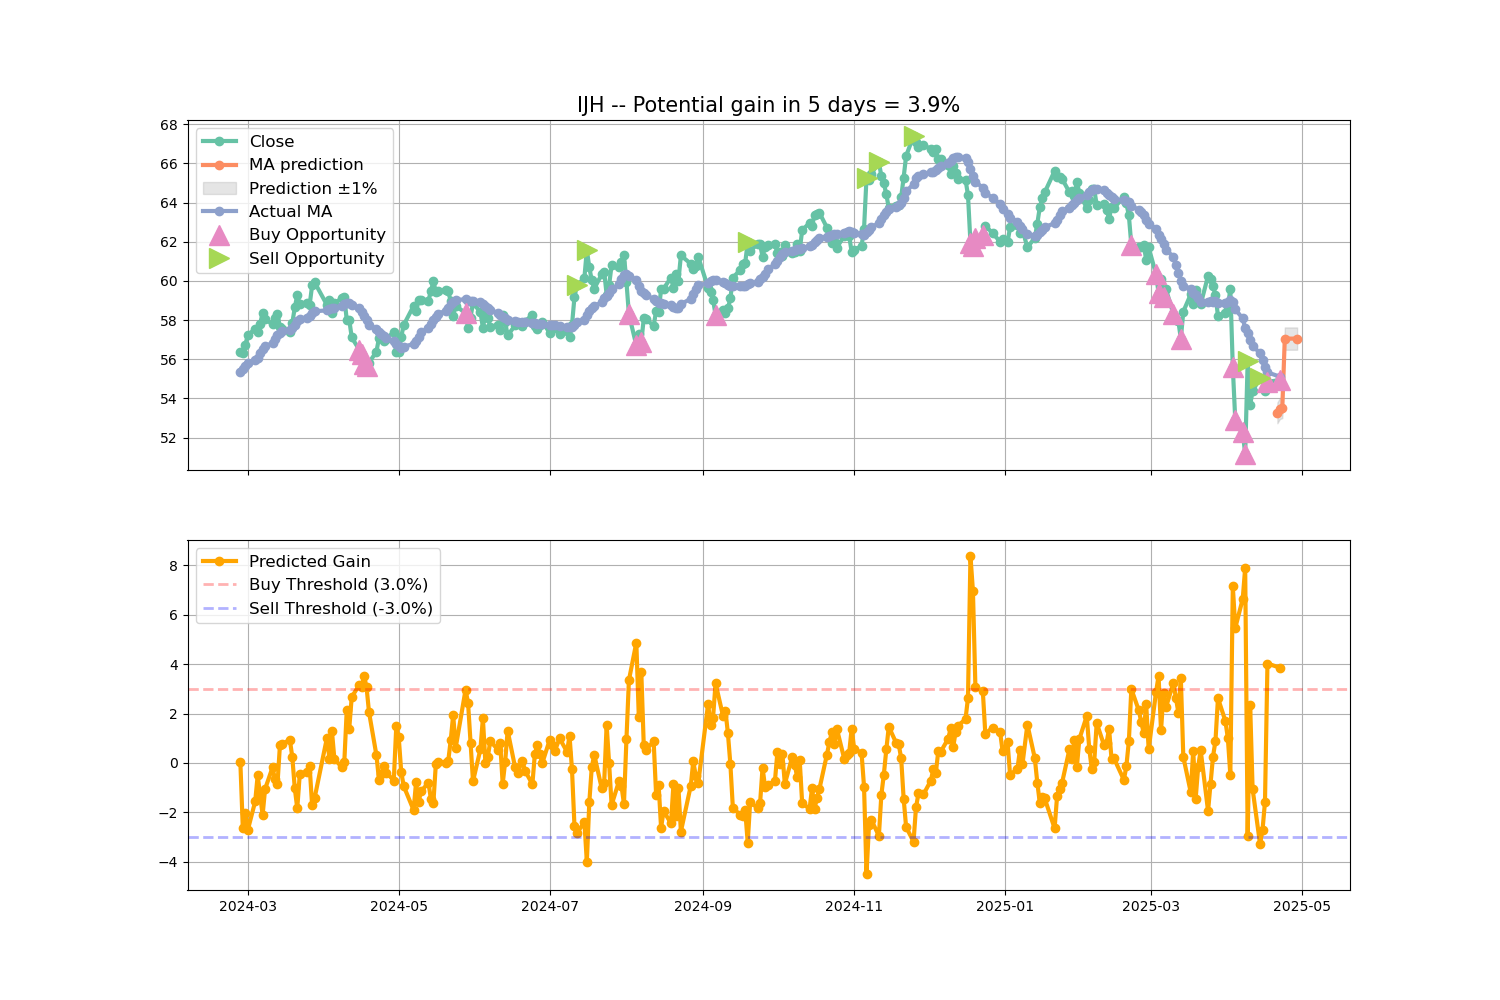 IJH -- Potential gain in 5 days = 3.9%
68
66
64
62
60
58
56
54
52
Close
MA prediction
Prediction ±1%
Actual MA
Buy Opportunity
Sell Opportunity
8
6
4
2
0
−2
−4
Predicted Gain
Buy Threshold (3.0%)
Sell Threshold (-3.0%)
2024-03 2024-05 2024-07 2024-09 2024-11 2025-01 2025-03 2025-05